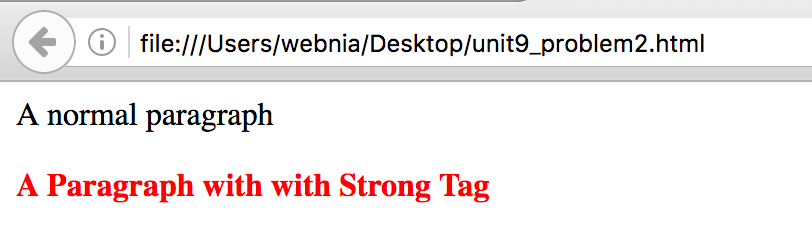 file:///Users/webnia/Desktop/unit9_problem2.html
A normal paragraph
A Paragraph with with Strong Tag